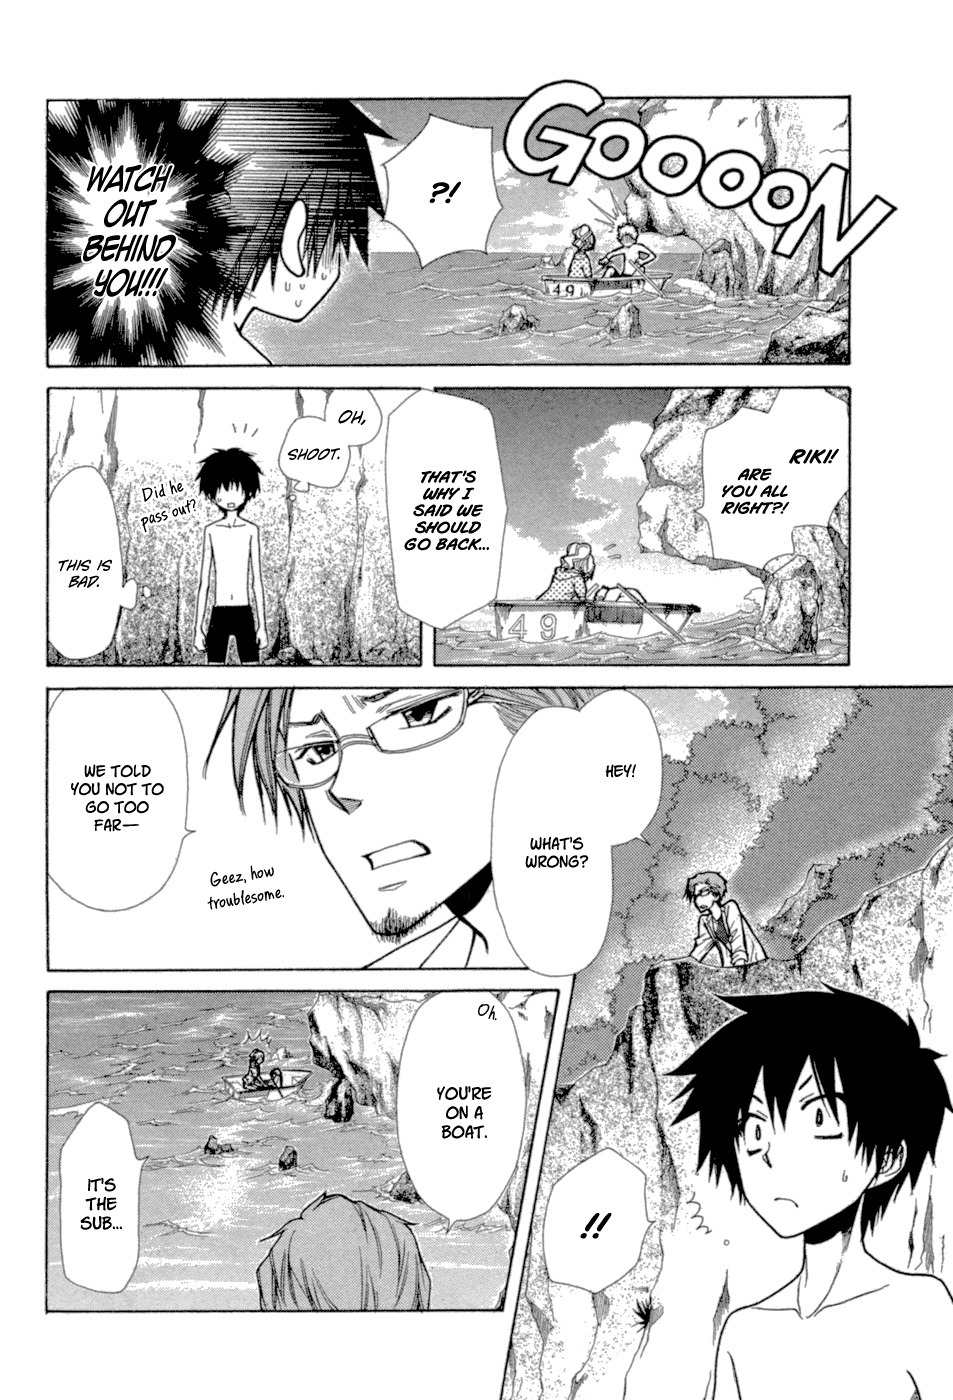 GOOOOON
?!
WATCH
OUT
BEHIND
YOU!!!
49
RIKI!
ARE
YOU ALL
RIGHT?!
THAT'S
WHY I
SAID WE
SHOULD
GO BACK...
49
OH,
SHOOT.
Did he
pass out?
THIS IS
BAD.
HEY!
WHAT'S
WRONG?
WE TOLD
YOU NOT TO
GO TOO
FAR—
Geez, how
troublesome.
!!
Oh.
YOU'RE
ON A
BOAT.
IT'S
THE
SUB...